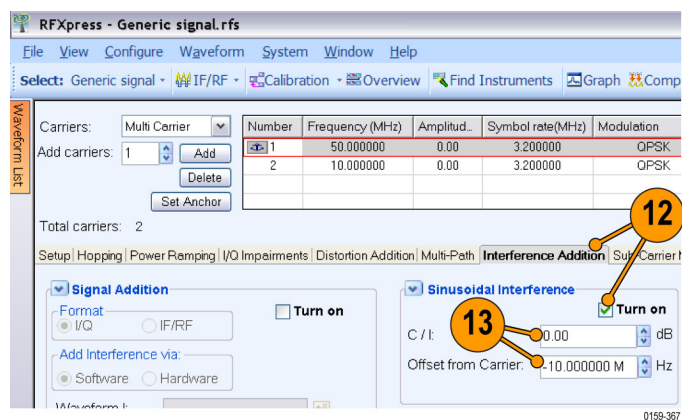 RFXpress - Generic signal.rfs
File View Configure Waveform System Window Help
Select: Generic signal IF/RF Calibration Overview Find Instruments Graph Comp
Waveform List
Carriers: Multi Carrier
Add carriers: 1 Add
Delete
Set Anchor
Total carriers: 2
Number Frequency (MHz) Amplitud... Symbol rate(MHz) Modulation
1 50.000000 0.00 3.200000 QPSK
2 10.000000 0.00 3.200000 QPSK
12
Setup Hopping Power Ramping I/Q Impairments Distortion Addition Multi-Path Interference Addition Sub-Carrier
Signal Addition
Turn on
Format
I/Q IF/RF
Add Interference via:
Software Hardware
Waveform I:
Sinusoidal Interference
Turn on
13
C / I: 0.00 dB
Offset from Carrier: -10.000000 M Hz
0159-367